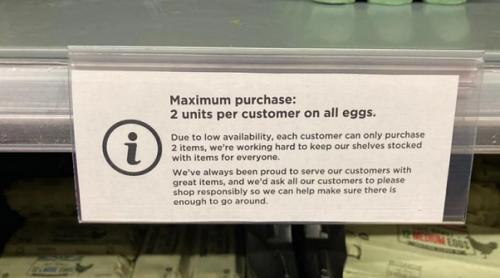 Maximum purchase:
2 units per customer on all eggs.
Due to low availability, each customer can only purchase
2 items, we're working hard to keep our shelves stocked
with items for everyone.
We've always been proud to serve our customers with
great items, and we'd ask all our customers to please
shop responsibly so we can help make sure there is
enough to go around.
12 MEDIUM EGGS